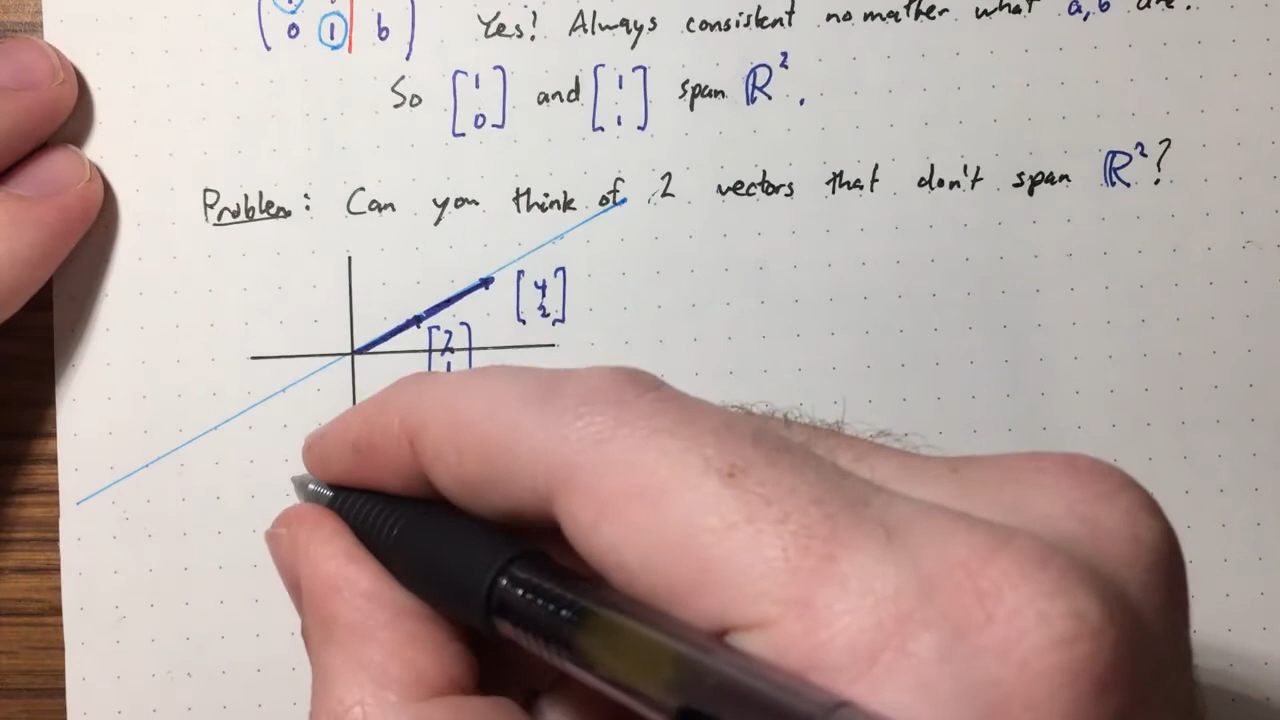 Yes! Always consistent no mather what a, b are.
0 1 b
So [1 0] and [1 1] span ℝ².
Problem: Can you think of 2 vectors that don't span ℝ²?
[4 2]
[2 1]